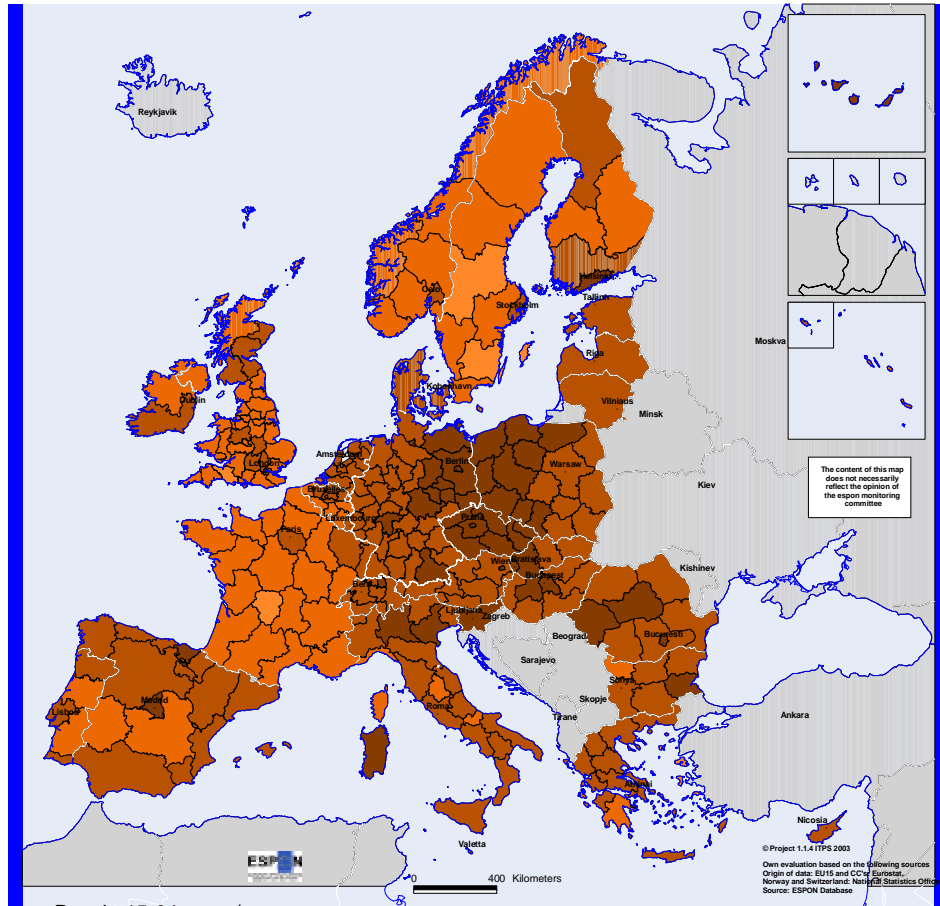 Reykjavik
Oslo
Helsinki
Stockholm
Tallinn
Moskva
Riga
København
Dublin
Vilnius
Minsk
Amsterdam
Berlin
Warsaw
London
The content of this map
does not necessarily
reflect the opinion of
the espon monitoring
committee
Kiev
Luxembourg
Praha
Paris
Wien
Bratislava
Kishinev
Budapest
Ljubljana
Zagreb
Beograd
Bucuresti
Sarajevo
Sofiya
Madrid
Roma
Lisboa
Skopje
Tirane
Ankara
Athinai
Nicosia
Valetta
© Project 1.1.4 ITPS 2003
ESPON
Own evaluation based on the following sources
Origin of data: EU15 and CC's: Eurostat,
Norway and Switzerland: National Statistics Office
Source: ESPON Database
0 400 Kilometers